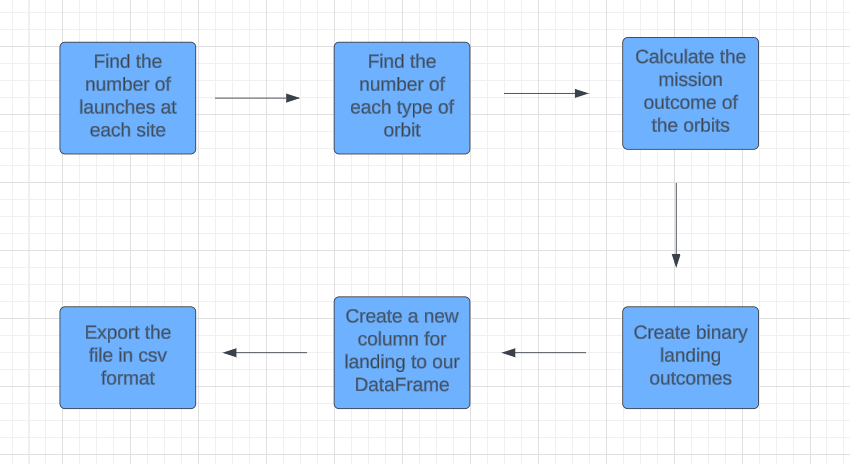 Find the
number of
launches at
each site
Find the
number of
each type of
orbit
Calculate the
mission
outcome of
the orbits
Create binary
landing
outcomes
Create a new
column for
landing to our
DataFrame
Export the
file in csv
format